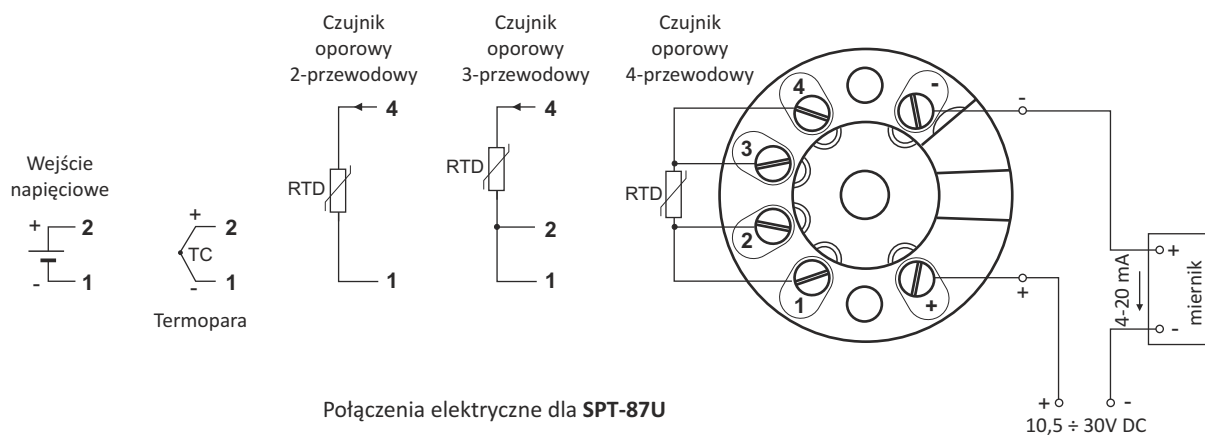 Czujnik
oporowy
2-przewodowy
Czujnik
oporowy
3-przewodowy
Czujnik
oporowy
4-przewodowy
Wejście
napięciowe
+
2
-
1
+
2
TC
-
1
Termopara
4
RTD
1
4
RTD
2
1
RTD
4
3
2
1
-
+
-
+
+
4-20 mA
miernik
-
+
-
10,5 ÷ 30V DC
Połączenia elektryczne dla SPT-87U